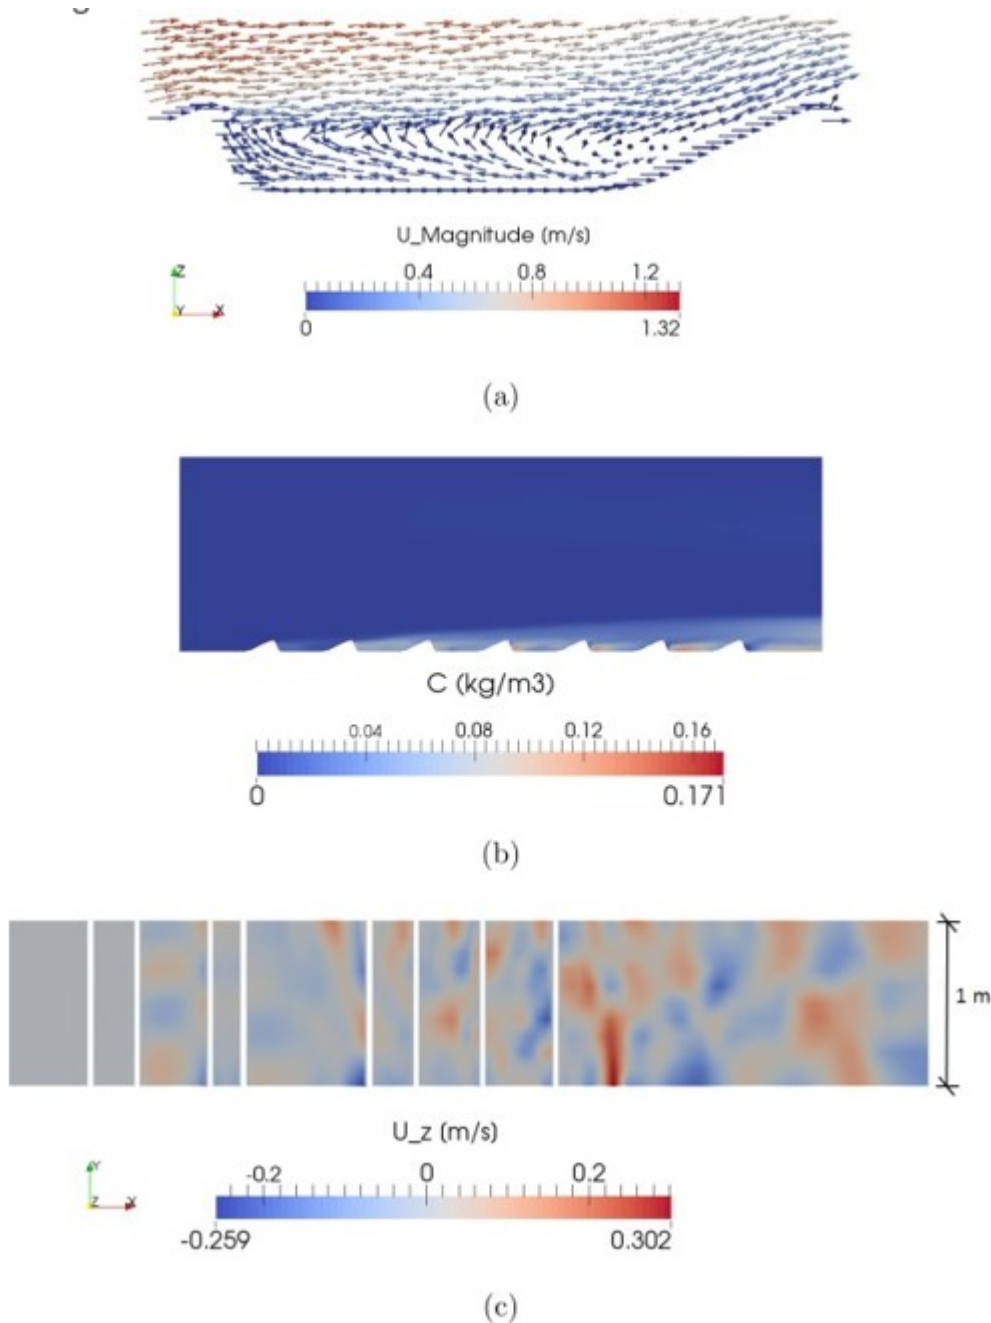 U_Magnitude (m/s)
0.4 0.8 1.2
0 1.32
Z
Y X
(a)
C (kg/m3)
0.04 0.08 0.12 0.16
0 0.171
(b)
1 m
U_z (m/s)
-0.2 0 0.2
-0.259 0.302
Y
Z X
(c)